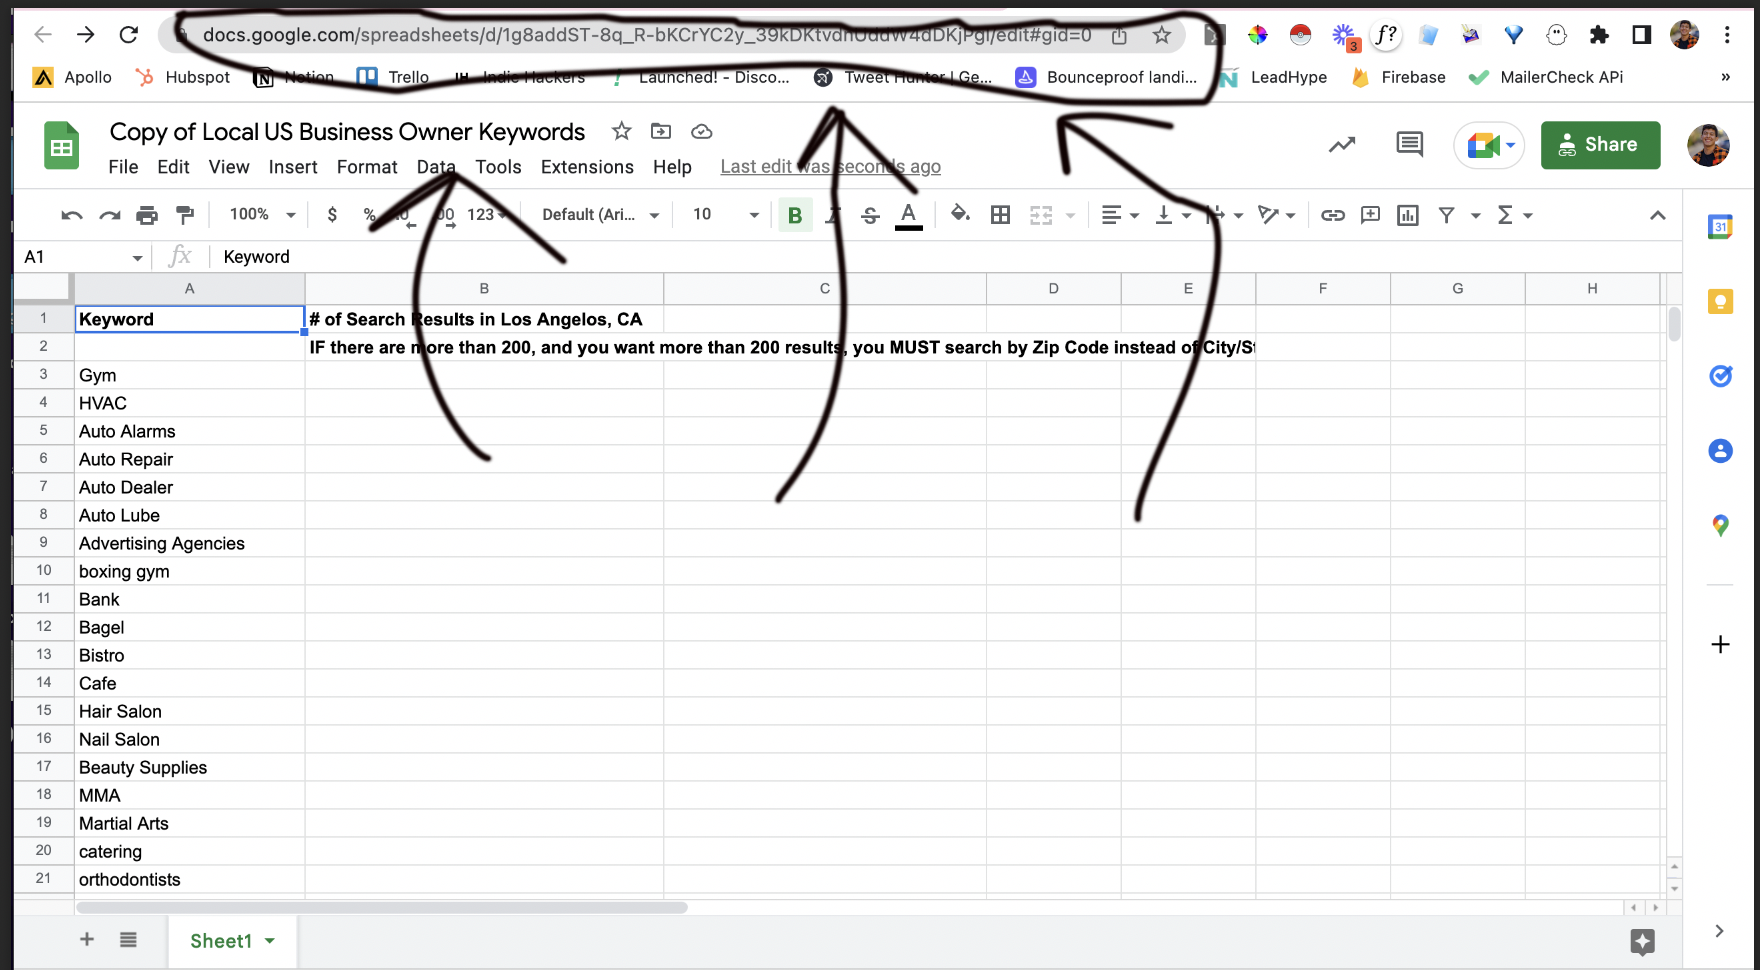 docs.google.com/spreadsheets/d/1g8addST-8q_R-bKCrYC2y_39kDKtvdh
/edit#gid=0
3
f?
Apollo Hubspot Notion Trello Indie Hackers Launched! - Disco... Tweet Hunter | Ge... Bounceproof landi... LeadHype Firebase MailerCheck APi »
Copy of Local US Business Owner Keywords
Share
File Edit View Insert Format Data Tools Extensions Help Last edit was seconds ago
100% $ % .0 .00 123 Default (Ari... 10 B I S A Σ
31
A1 fx Keyword
A B C D E F G H
1 Keyword # of Search Results in Los Angelos, CA
2 IF there are more than 200, and you want more than 200 results, you MUST search by Zip Code instead of City/St
3 Gym
4 HVAC
5 Auto Alarms
6 Auto Repair
7 Auto Dealer
8 Auto Lube
9 Advertising Agencies
10 boxing gym
11 Bank
12 Bagel
13 Bistro
14 Cafe
15 Hair Salon
16 Nail Salon
17 Beauty Supplies
18 MMA
19 Martial Arts
20 catering
21 orthodontists
Sheet1